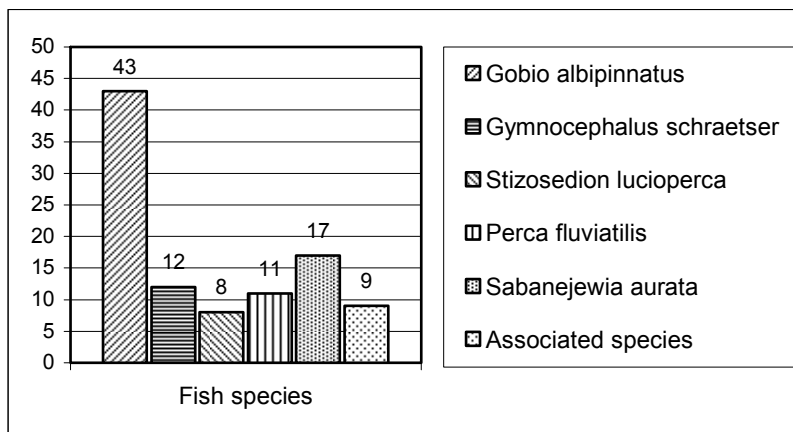 50
45
40
35
30
25
20
15
10
5
0
43
12
8
11
17
9
Fish species
Gobio albipinnatus
Gymnocephalus schraetser
Stizosedion lucioperca
Perca fluviatilis
Sabanejewia aurata
Associated species